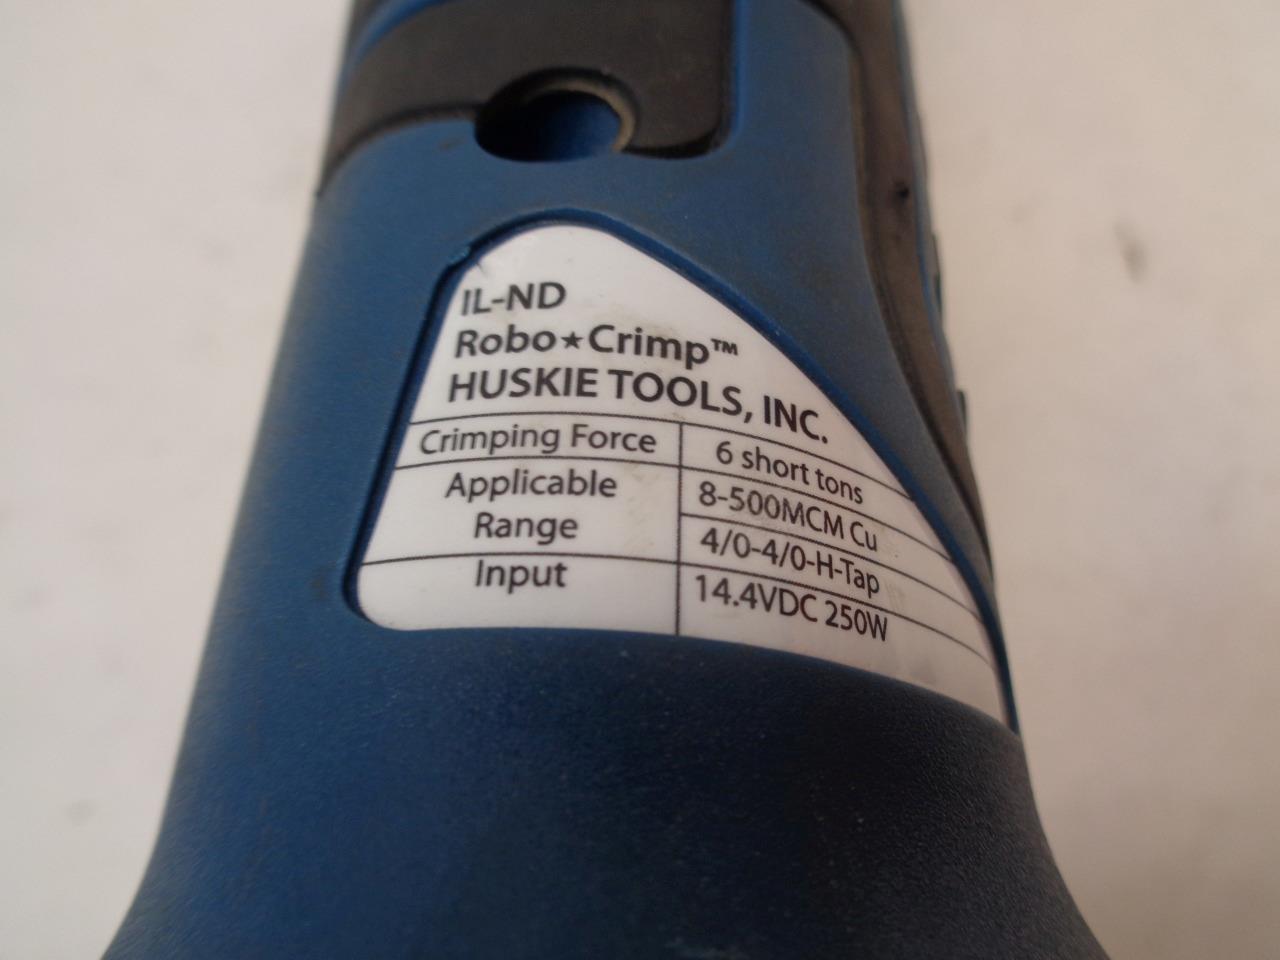 IL-ND
Robo★Crimp™
HUSKIE TOOLS, INC.
Crimping Force 6 short tons
Applicable Range 8-500MCM Cu
4/0-4/0-H-Tap
Input 14.4VDC 250W